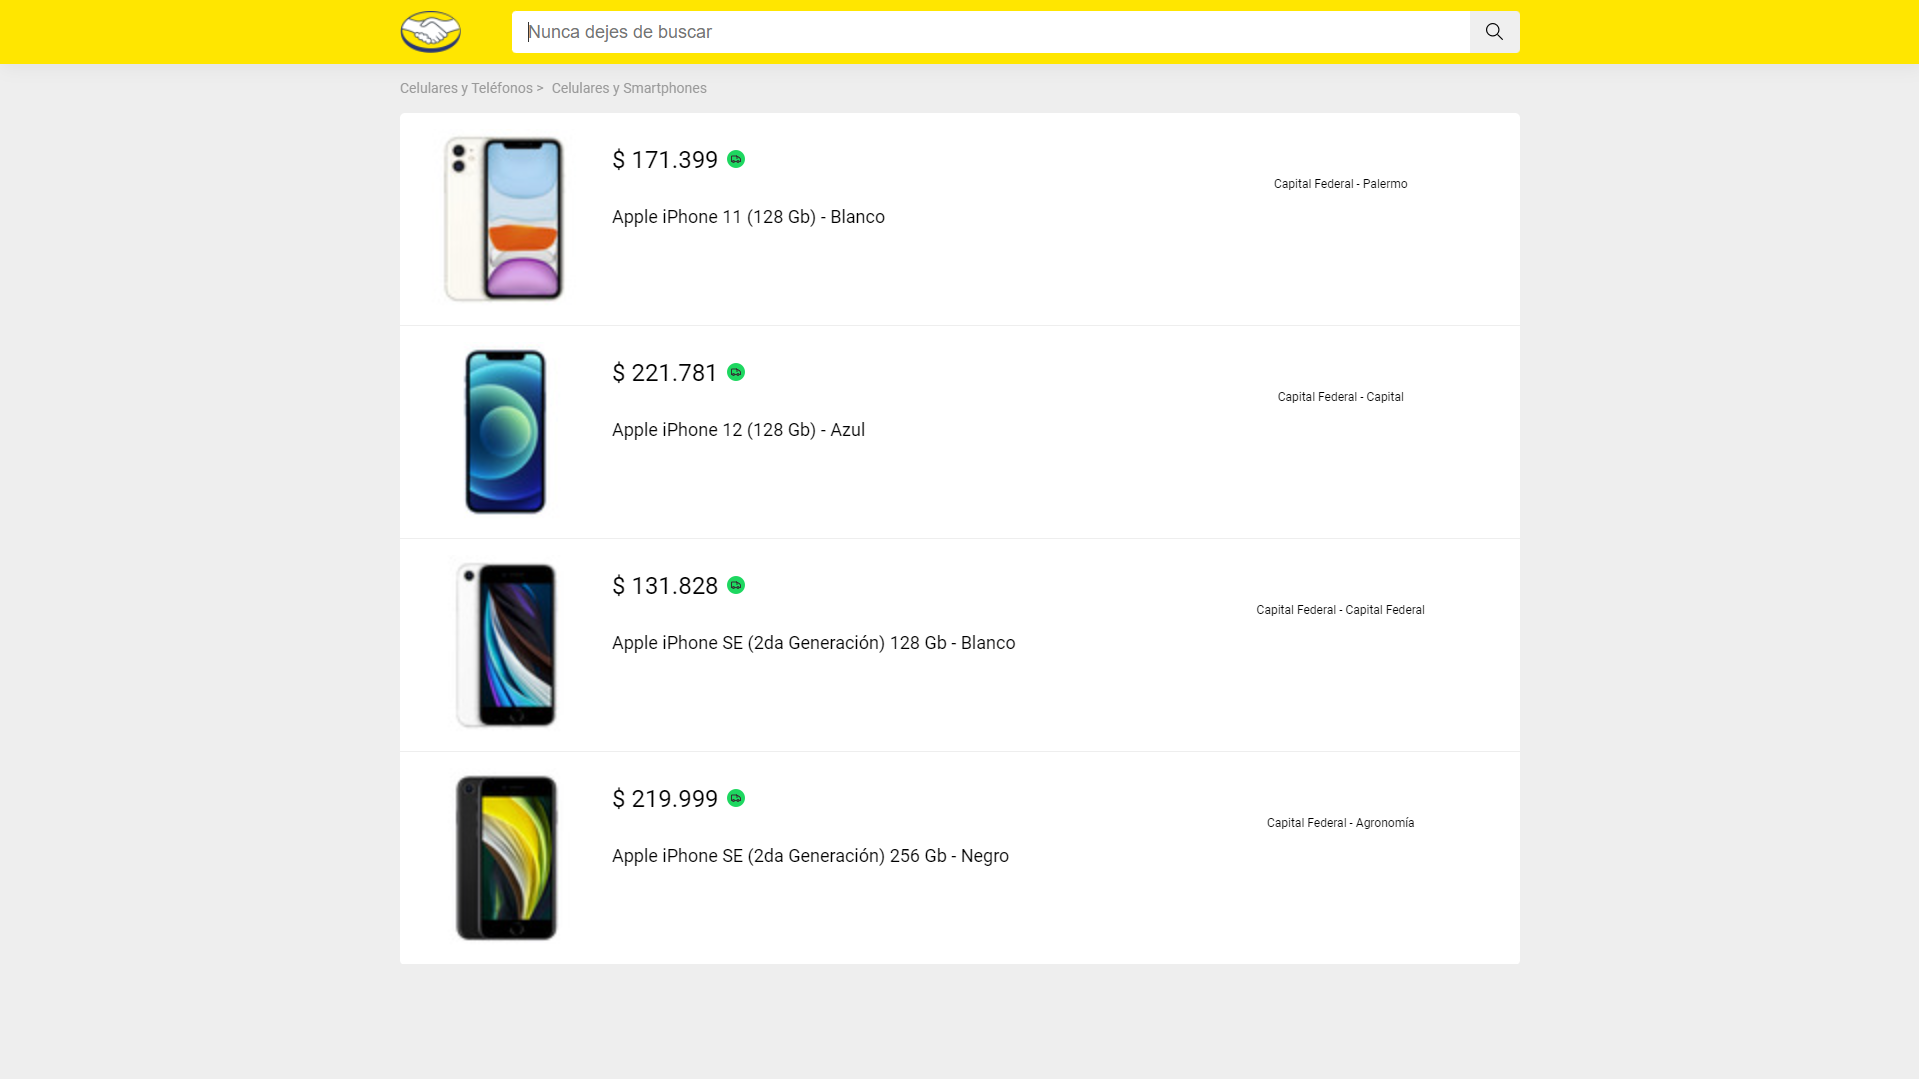 Nunca dejes de buscar
Celulares y Teléfonos > Celulares y Smartphones
$ 171.399
Capital Federal - Palermo
Apple iPhone 11 (128 Gb) - Blanco
$ 221.781
Capital Federal - Capital
Apple iPhone 12 (128 Gb) - Azul
$ 131.828
Capital Federal - Capital Federal
Apple iPhone SE (2da Generación) 128 Gb - Blanco
$ 219.999
Capital Federal - Agronomía
Apple iPhone SE (2da Generación) 256 Gb - Negro